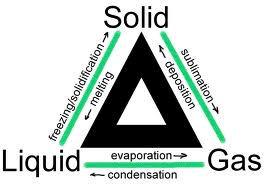 Solid
freezing/solidification
melting
sublimation
deposition
Liquid
evaporation
Gas
condensation